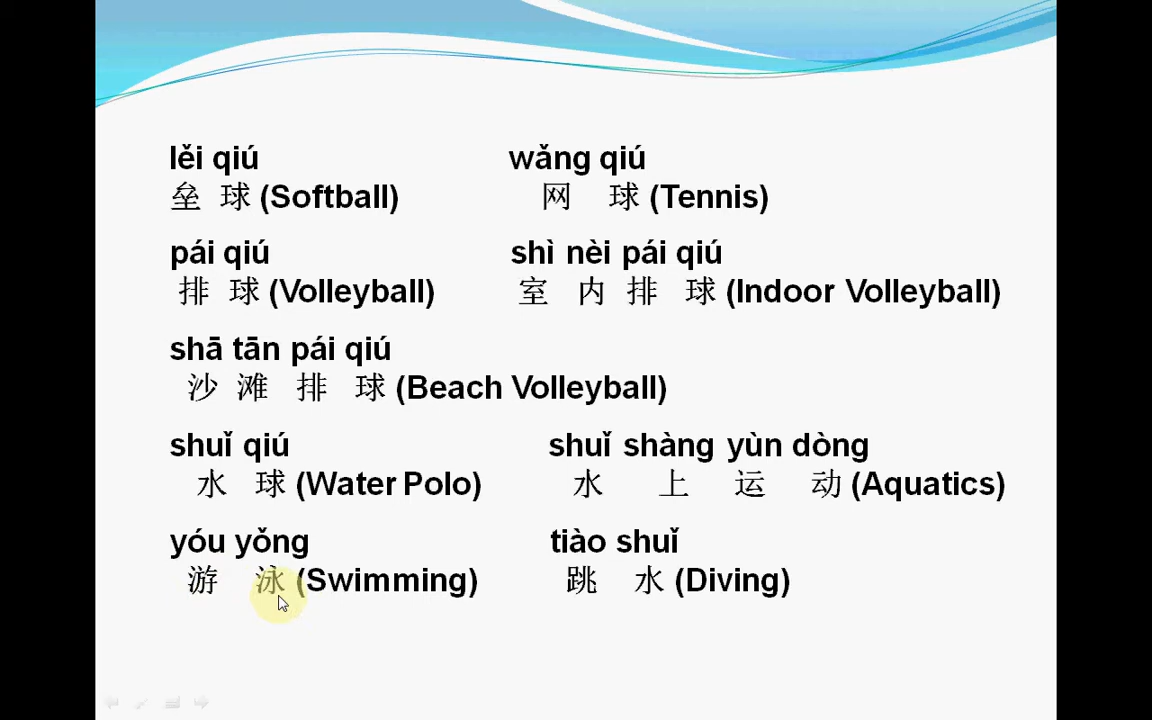 lěi qiú wǎng qiú
垒 球 (Softball) 网 球 (Tennis)
pái qiú shì nèi pái qiú
排 球 (Volleyball) 室 内 排 球 (Indoor Volleyball)
shā tān pái qiú
沙 滩 排 球 (Beach Volleyball)
shuǐ qiú shuǐ shàng yùn dòng
水 球 (Water Polo) 水 上 运 动 (Aquatics)
yóu yǒng tiào shuǐ
游 泳 (Swimming) 跳 水 (Diving)